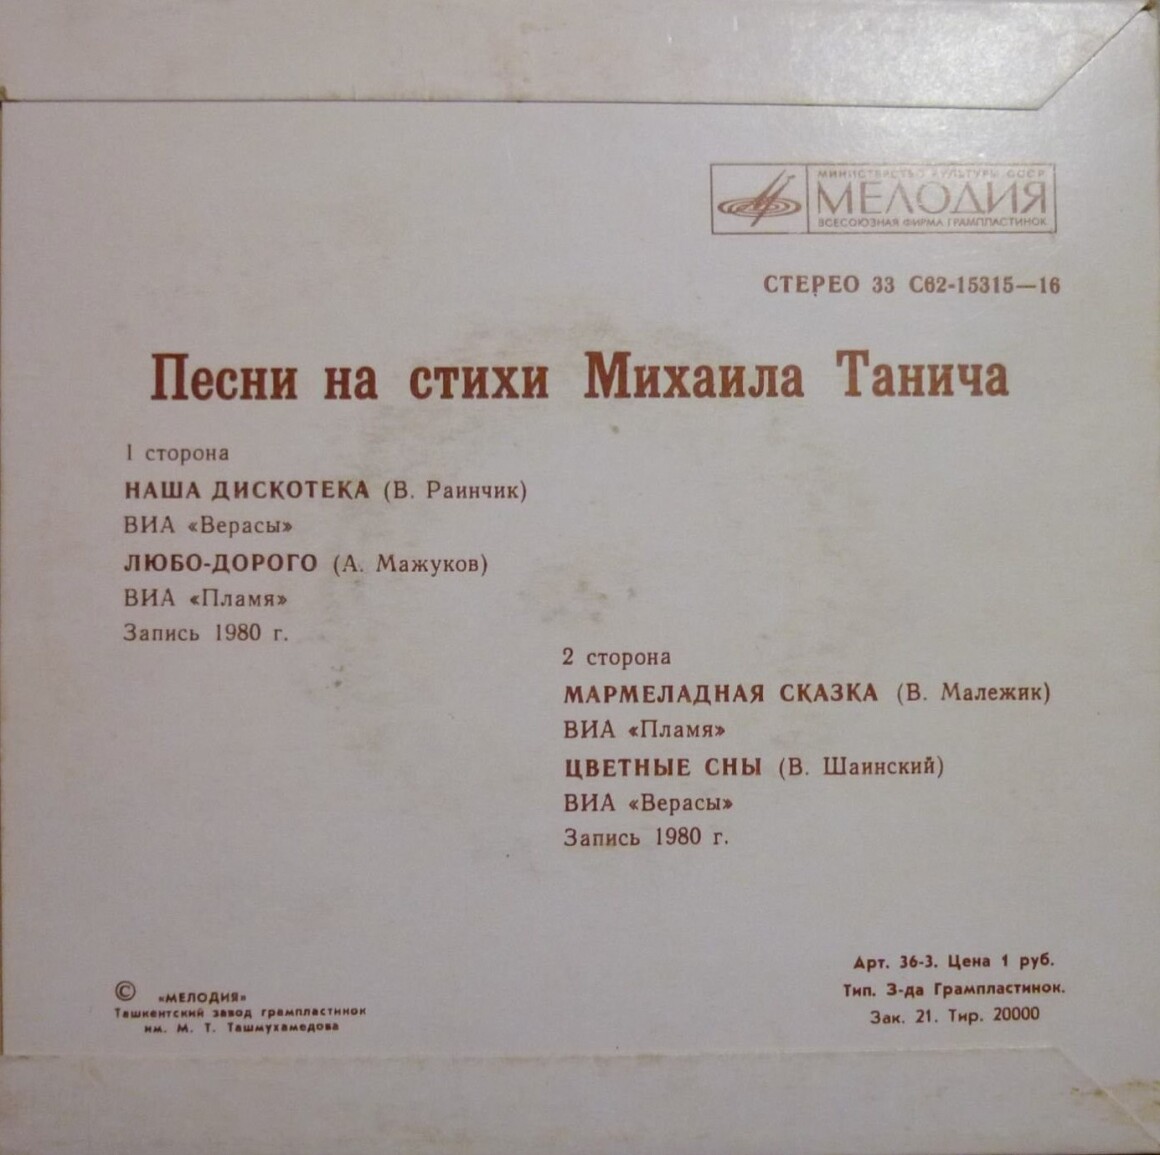 МИНИСТЕРСТВО КУЛЬТУРЫ СССР
МЕЛОДИЯ
ВСЕСОЮЗНАЯ ФИРМА ГРАМПЛАСТИНОК
СТЕРЕО 33 С62-15315—16
Песни на стихи Михаила Танича
1 сторона
НАША ДИСКОТЕКА (В. Раинчик)
ВИА «Верасы»
ЛЮБО-ДОРОГО (А. Мажуков)
ВИА «Пламя»
Запись 1980 г.
2 сторона
МАРМЕЛАДНАЯ СКАЗКА (В. Малежик)
ВИА «Пламя»
ЦВЕТНЫЕ СНЫ (В. Шаинский)
ВИА «Верасы»
Запись 1980 г.
© «МЕЛОДИЯ»
Ташкентский завод грампластинок
им. М. Т. Ташмухамедова
Арт. 36-3. Цена 1 руб.
Тип. З-да Грампластинок.
Зак. 21. Тир. 20000